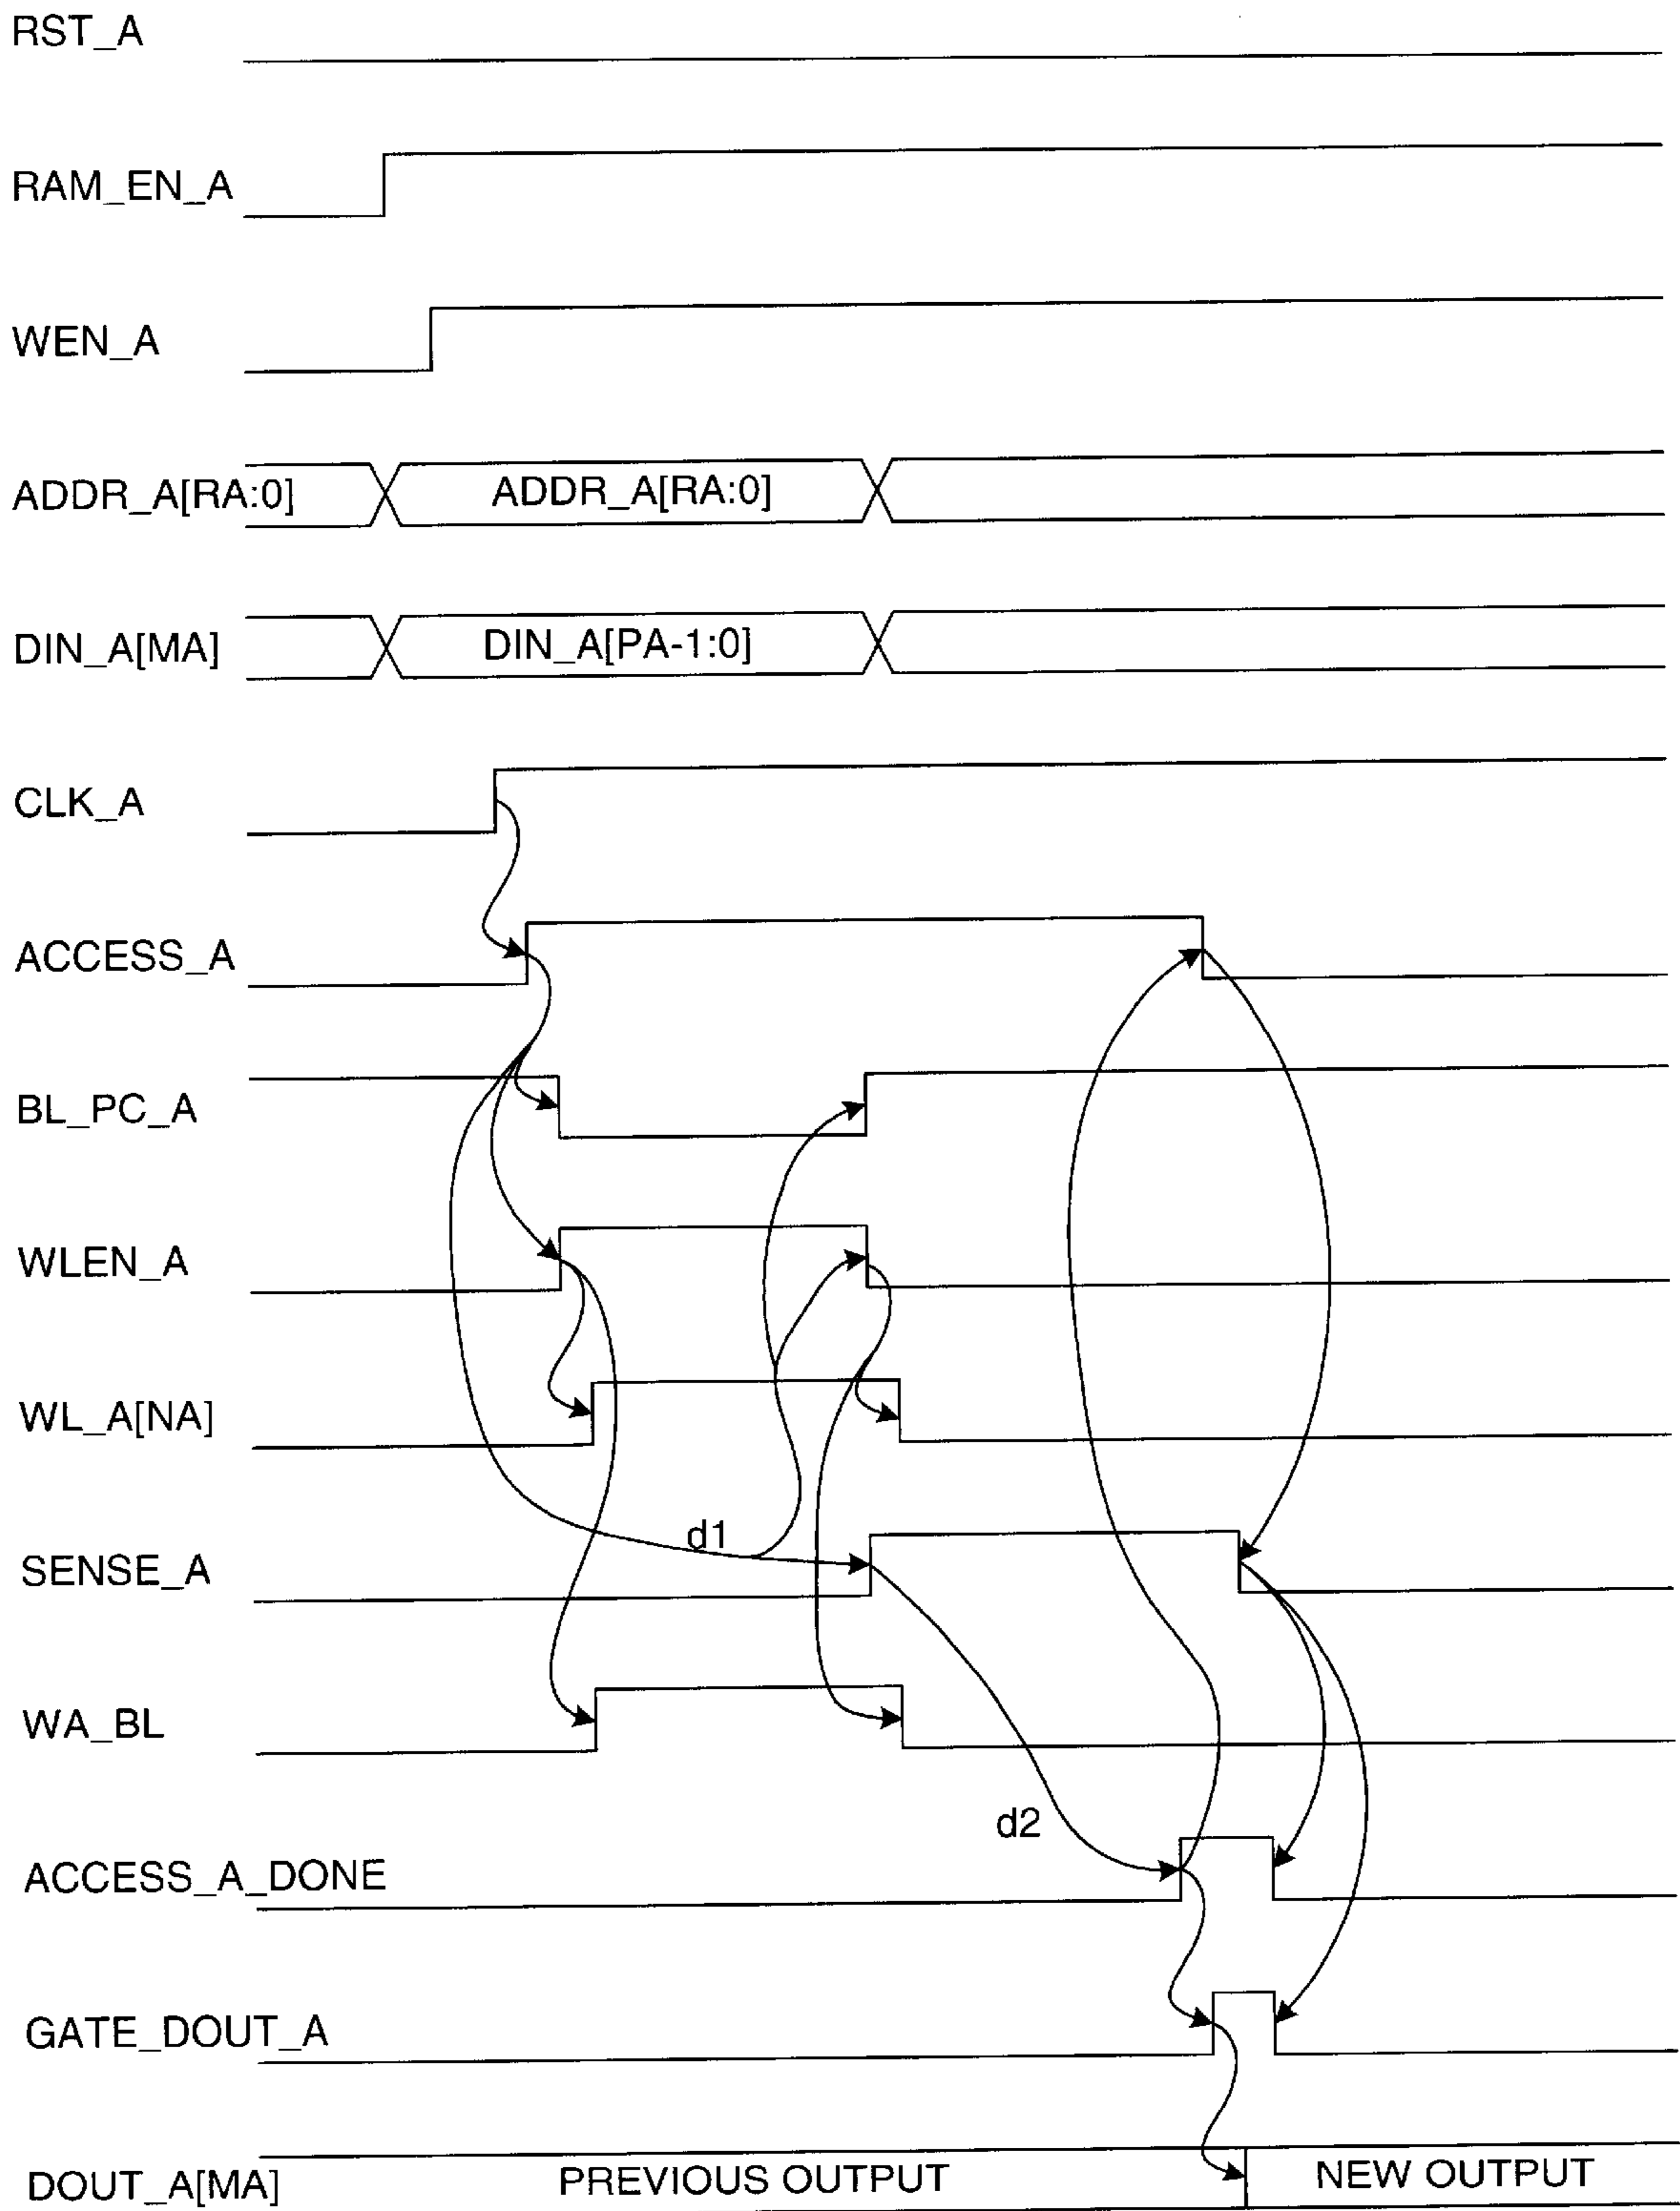 RST_A
RAM_EN_A
WEN_A
ADDR_A[RA:0] ADDR_A[RA:0]
DIN_A[MA] DIN_A[PA-1:0]
CLK_A
ACCESS_A
BL_PC_A
WLEN_A
WL_A[NA]
d1
SENSE_A
WA_BL
d2
ACCESS_A_DONE
GATE_DOUT_A
DOUT_A[MA] PREVIOUS OUTPUT NEW OUTPUT